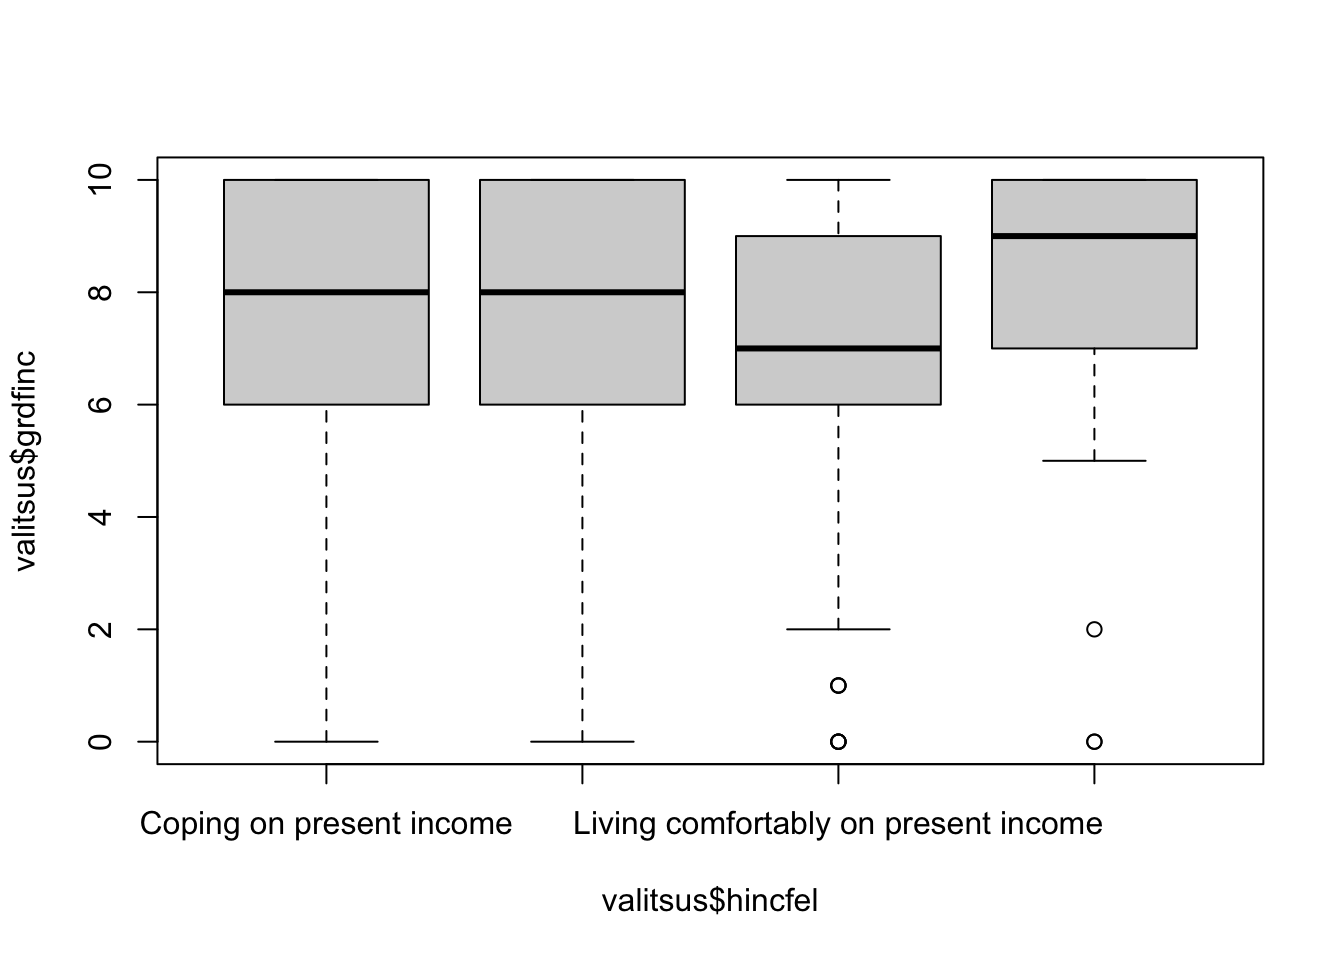 valitsus$grdfinc
10
8
6
4
2
0
Coping on present income
Living comfortably on present income
valitsus$hincfel